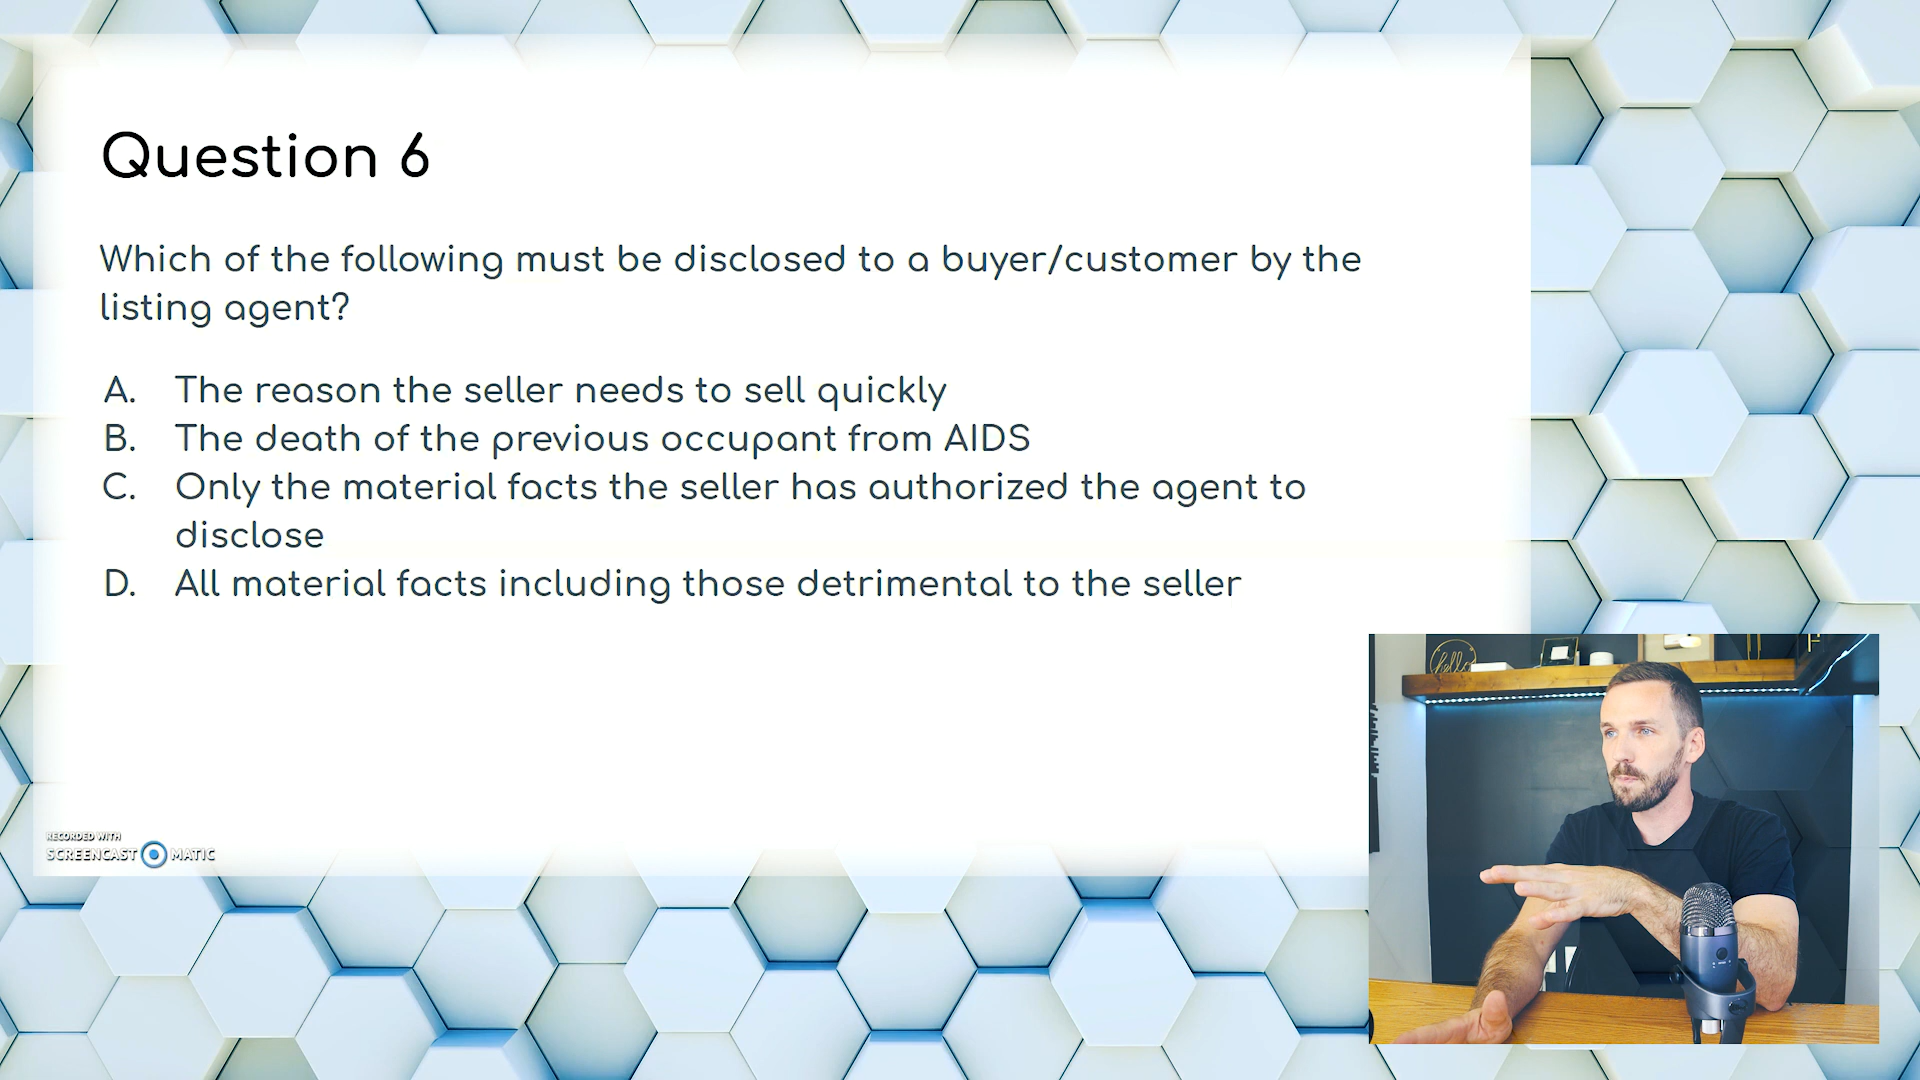 Question 6
Which of the following must be disclosed to a buyer/customer by the
listing agent?
A. The reason the seller needs to sell quickly
B. The death of the previous occupant from AIDS
C. Only the material facts the seller has authorized the agent to
disclose
D. All material facts including those detrimental to the seller
hello
RECORDED WITH
SCREENCAST MATIC